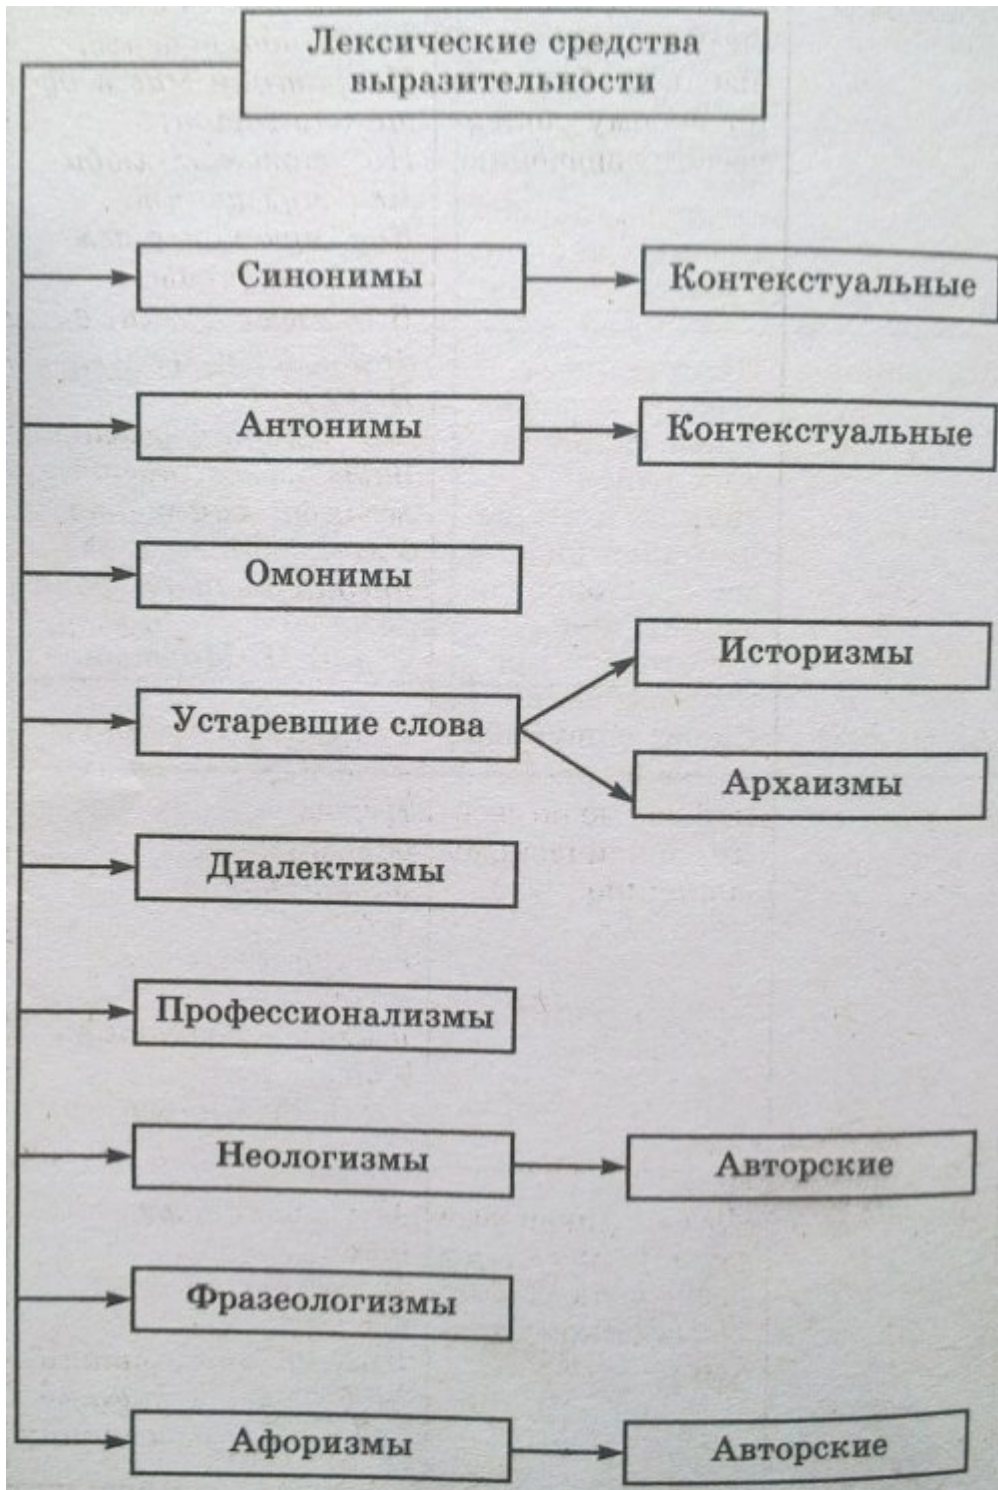 Лексические средства
выразительности
Синонимы
Контекстуальные
Антонимы
Контекстуальные
Омонимы
Устаревшие слова
Историзмы
Архаизмы
Диалектизмы
Профессионализмы
Неологизмы
Авторские
Фразеологизмы
Афоризмы
Авторские